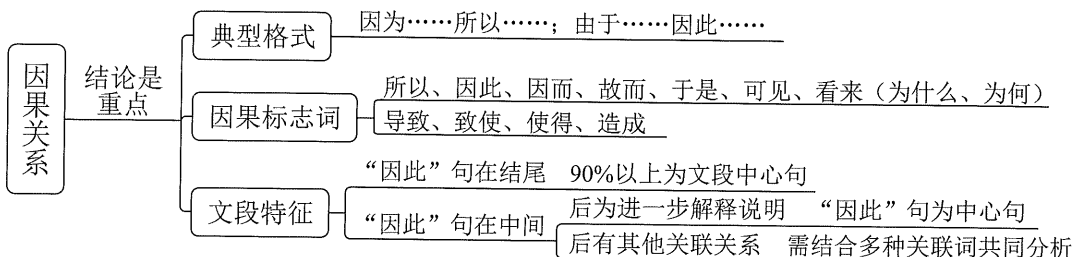 因果关系
结论是
重点
典型格式
因为……所以……；由于……因此……
因果标志词
所以、因此、因而、故而、于是、可见、看来（为什么、为何）
导致、致使、使得、造成
文段特征
“因此”句在结尾 90%以上为文段中心句
“因此”句在中间
后为进一步解释说明 “因此”句为中心句
后有其他关联关系 需结合多种关联词共同分析